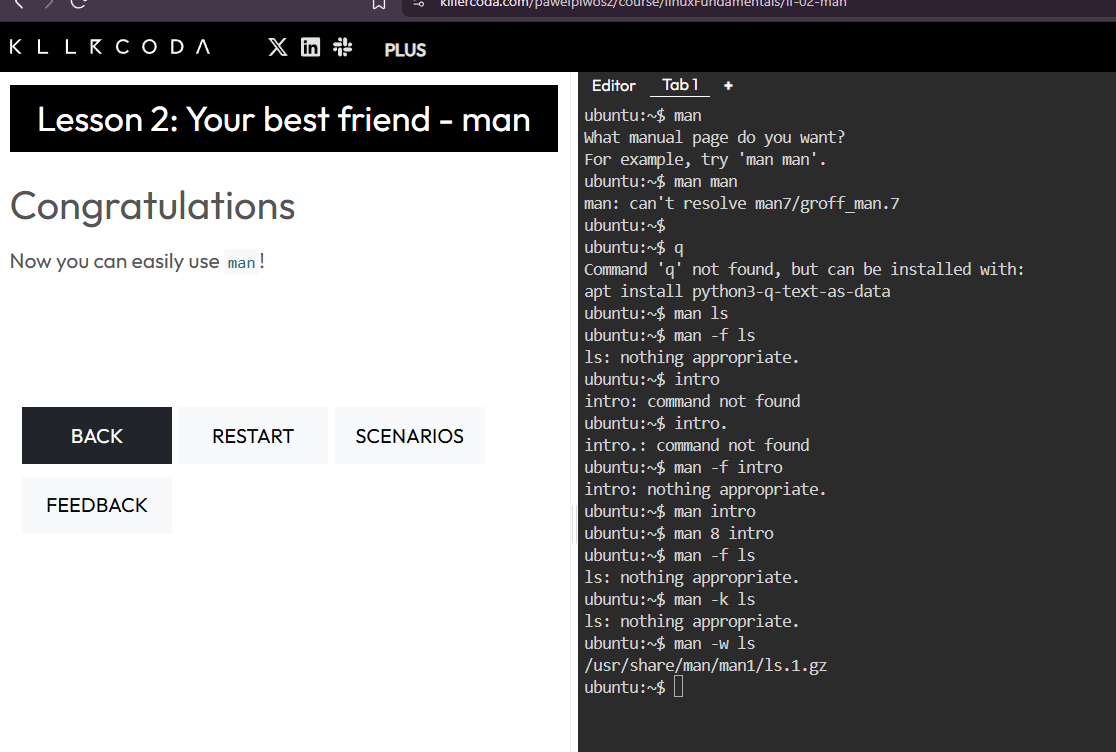 killercoda.com/pawelpiwosz/course/linuxFundamentals/lf-02-man
KLLRCODA
PLUS
Lesson 2: Your best friend - man
Congratulations
Now you can easily use man!
BACK
RESTART
SCENARIOS
FEEDBACK
Editor Tab 1 +
ubuntu:~$ man
What manual page do you want?
For example, try 'man man'.
ubuntu:~$ man man
man: can't resolve man7/groff_man.7
ubuntu:~$
ubuntu:~$ q
Command 'q' not found, but can be installed with:
apt install python3-q-text-as-data
ubuntu:~$ man ls
ubuntu:~$ man -f ls
ls: nothing appropriate.
ubuntu:~$ intro
intro: command not found
ubuntu:~$ intro.
intro.: command not found
ubuntu:~$ man -f intro
intro: nothing appropriate.
ubuntu:~$ man intro
ubuntu:~$ man 8 intro
ubuntu:~$ man -f ls
ls: nothing appropriate.
ubuntu:~$ man -k ls
ls: nothing appropriate.
ubuntu:~$ man -w ls
/usr/share/man/man1/ls.1.gz
ubuntu:~$